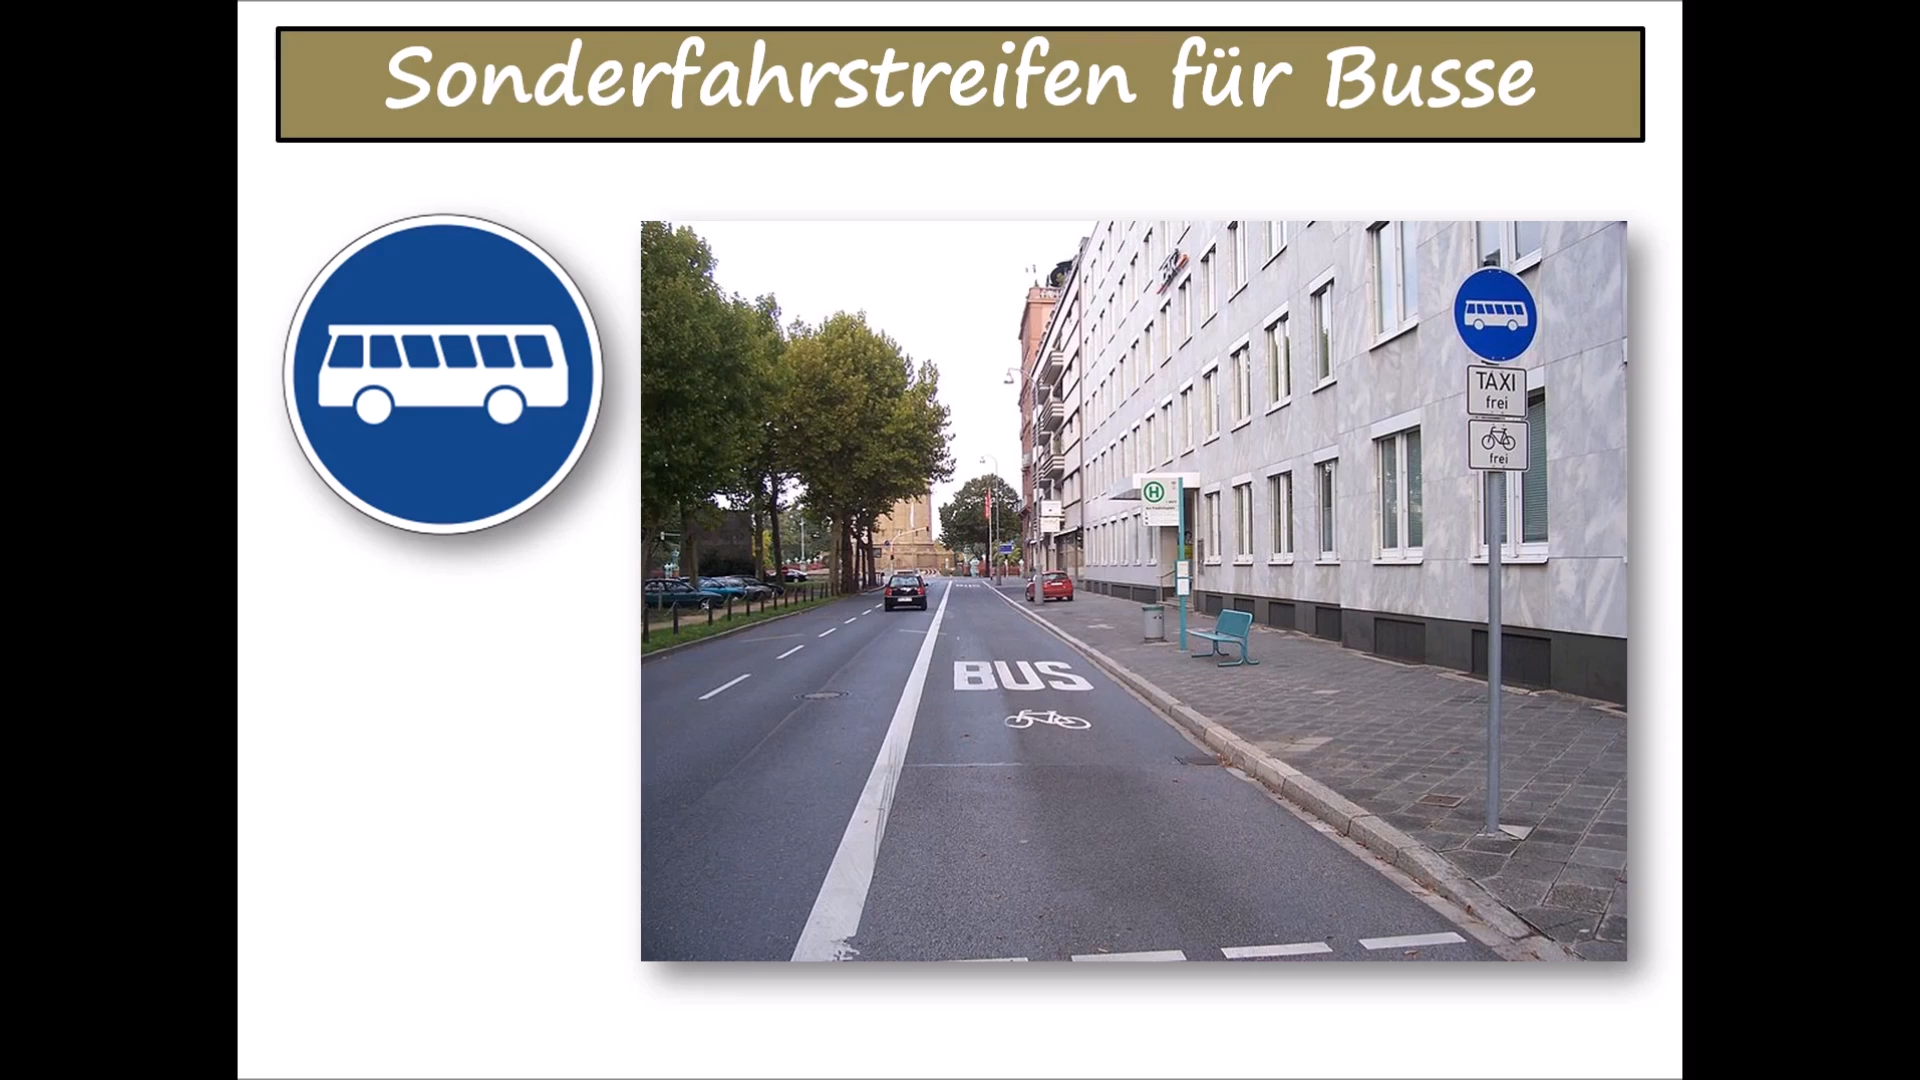 Sonderfahrstreifen für Busse
TAXI
frei
frei
H
BUS